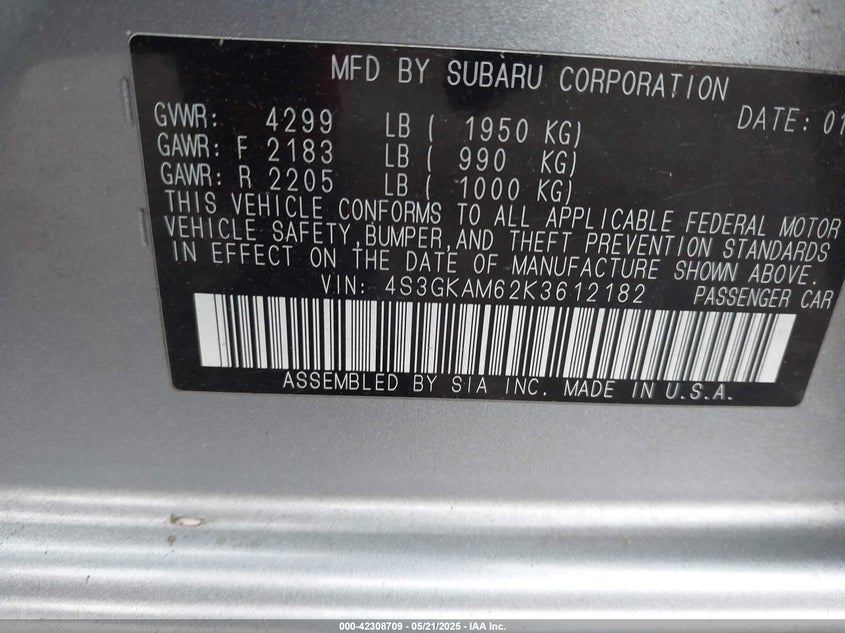 MFD BY SUBARU CORPORATION
DATE: 01
GVWR: 4299 LB ( 1950 KG)
GAWR: F 2183 LB ( 990 KG)
GAWR: R 2205 LB ( 1000 KG)
THIS VEHICLE CONFORMS TO ALL APPLICABLE FEDERAL MOTOR
VEHICLE SAFETY,BUMPER,AND THEFT PREVENTION STANDARDS
IN EFFECT ON THE DATE OF MANUFACTURE SHOWN ABOVE.
VIN: 4S3GKAM62K3612182 PASSENGER CAR
ASSEMBLED BY SIA INC. MADE IN U.S.A.
000-42308709 - 05/21/2025 - IAA Inc.